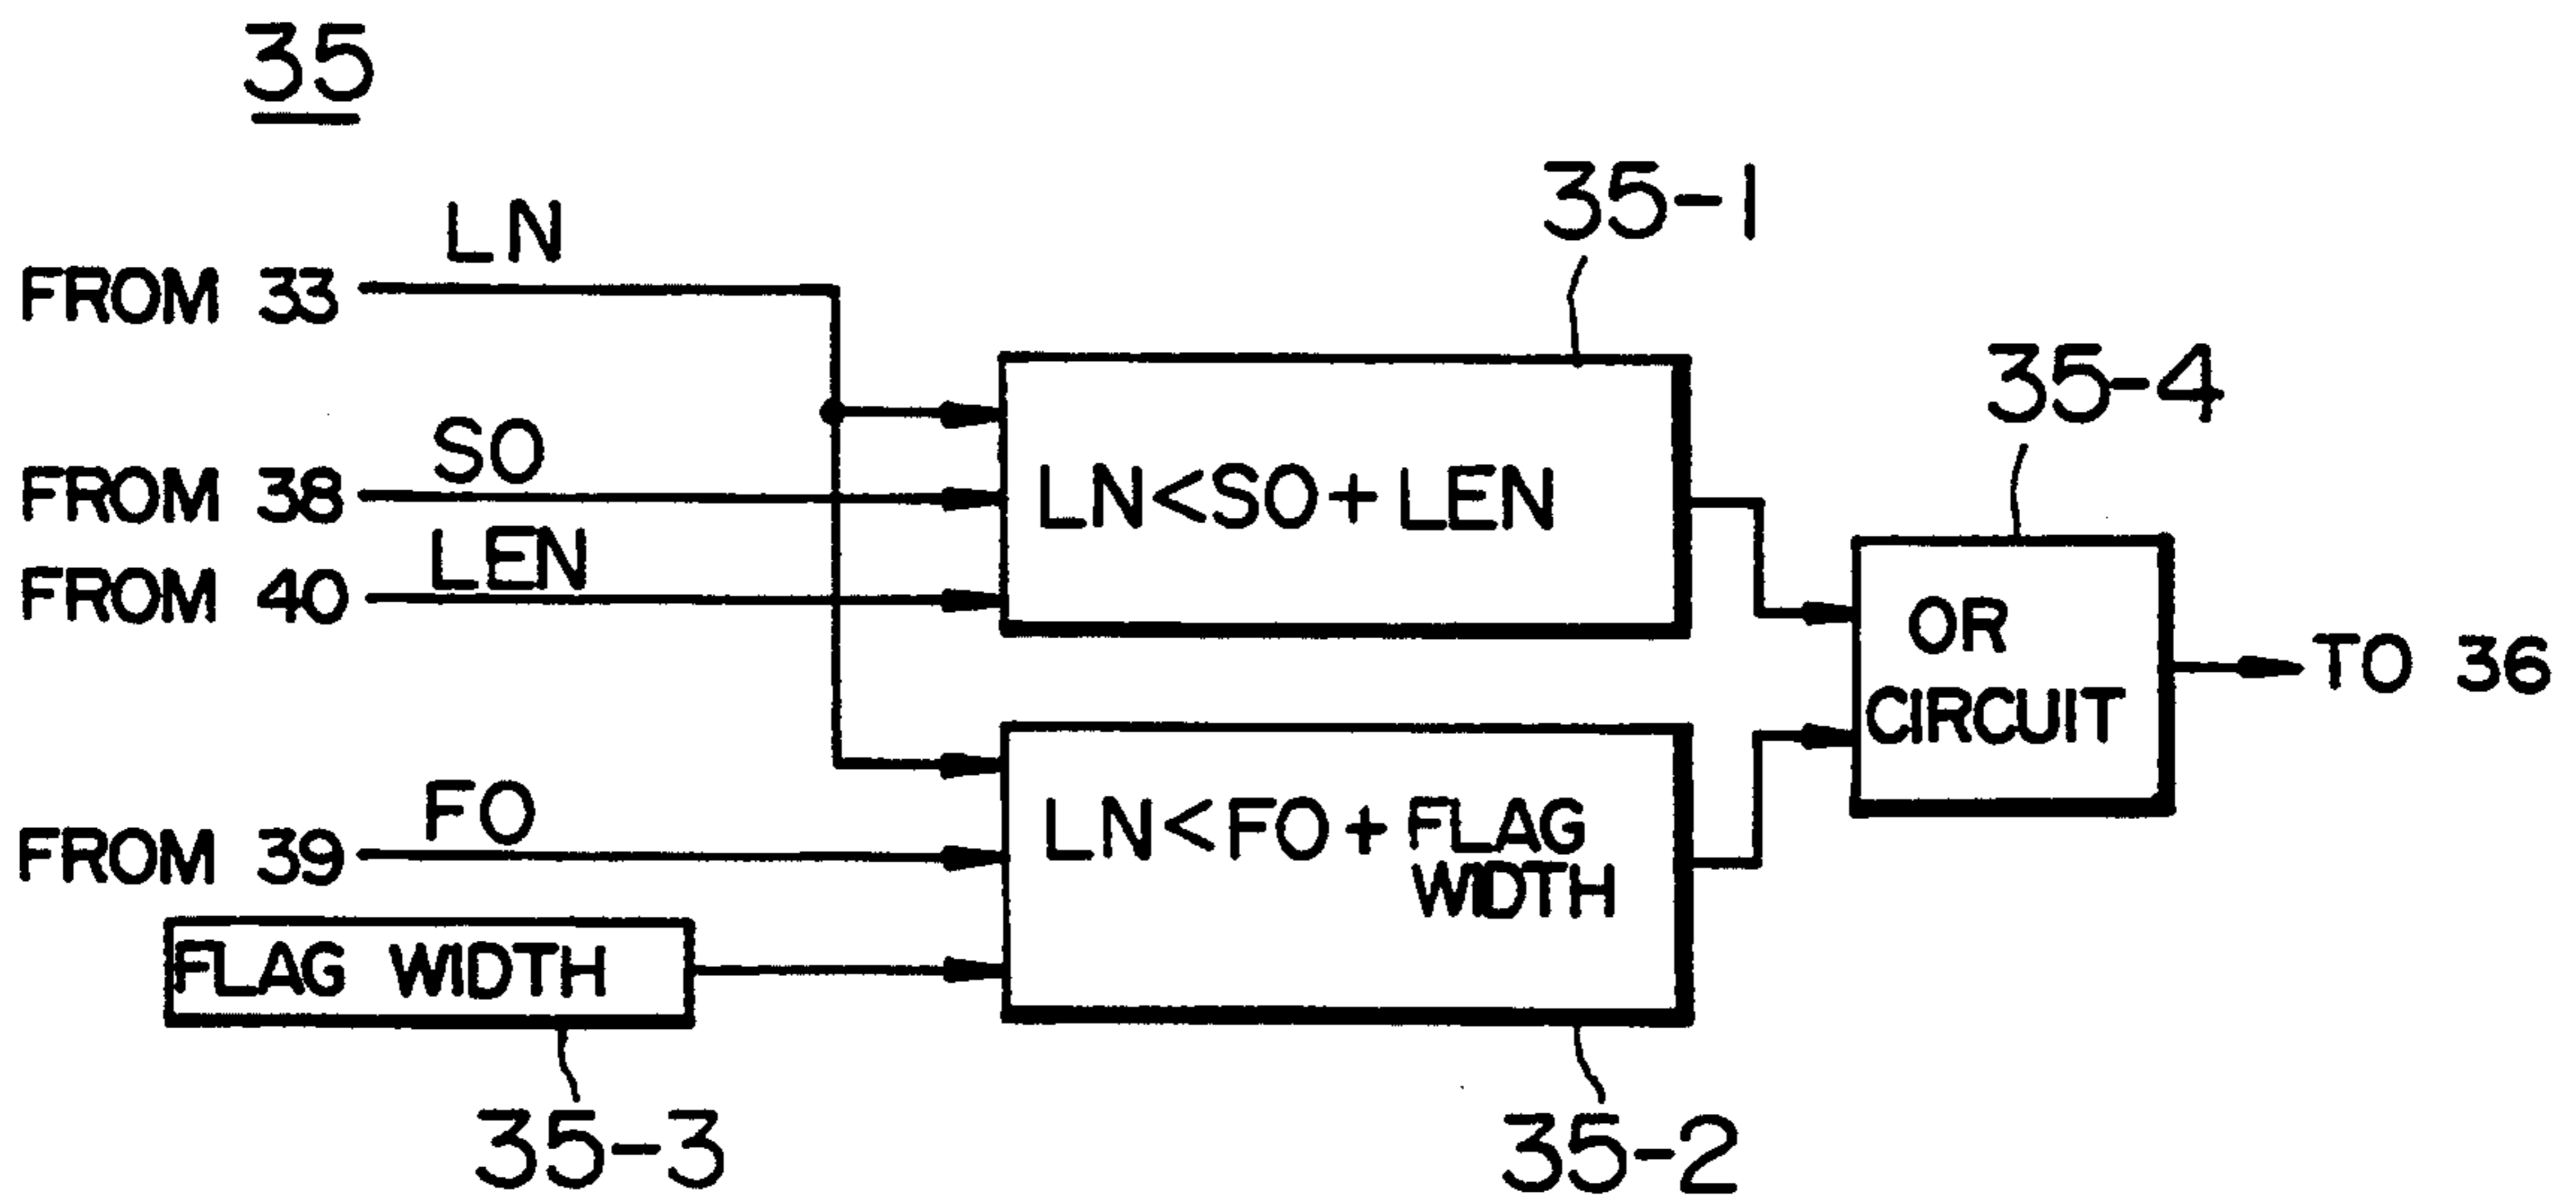 35
35-1
LN
FROM 33
35-4
SO
FROM 38
LN<SO+LEN
LEN
FROM 40
OR
CIRCUIT
TO 36
FO
FROM 39
LN<FO+FLAG
WIDTH
FLAG WIDTH
35-3
35-2